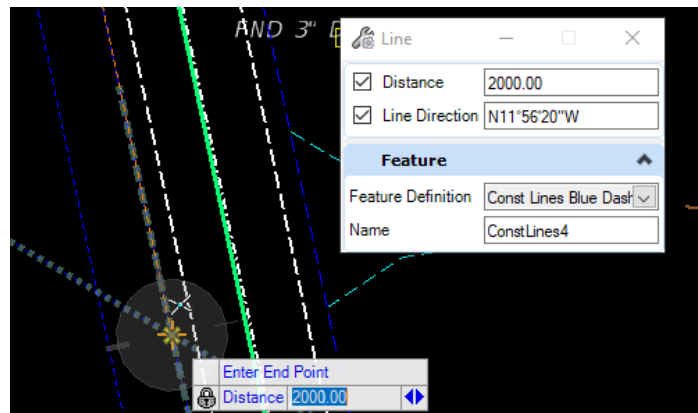 FND 3"
Line
Distance 2000.00
Line Direction N11°56'20"W
Feature
Feature Definition Const Lines Blue Dash
Name ConstLines4
Enter End Point
Distance 2000.00